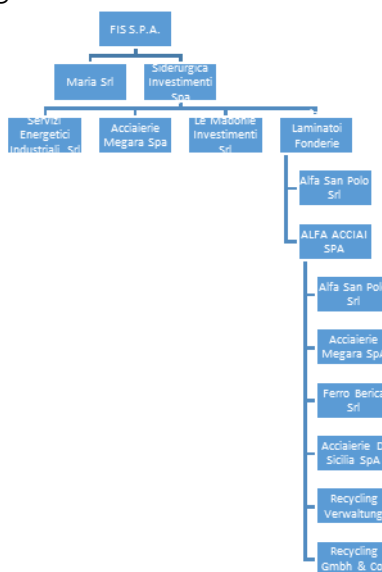 FIS S.P.A.
Maria Srl
Siderurgica
Investimenti
Spa
Servizi
Energetici
Industriali Srl
Acciaierie
Megara Spa
Le Madonie
Investimenti
Srl
Laminatoi
Fonderie
Alfa San Polo
Srl
ALFA ACCIAI
SPA
Alfa San Pol
Srl
Acciaierie
Megara SpA
Ferro Berica
Srl
Acciaierie D
Sicilia SpA
Recycling
Verwaltung
Recycling
Gmbh & Co